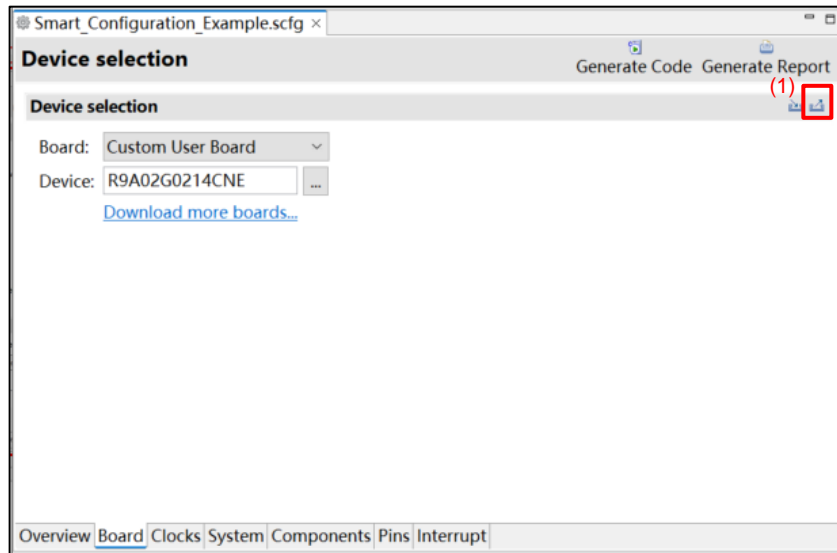 Smart_Configuration_Example.scfg ×
Device selection
Generate Code Generate Report
(1)
Device selection
Board: Custom User Board
Device: R9A02G0214CNE ...
Download more boards...
Overview Board Clocks System Components Pins Interrupt